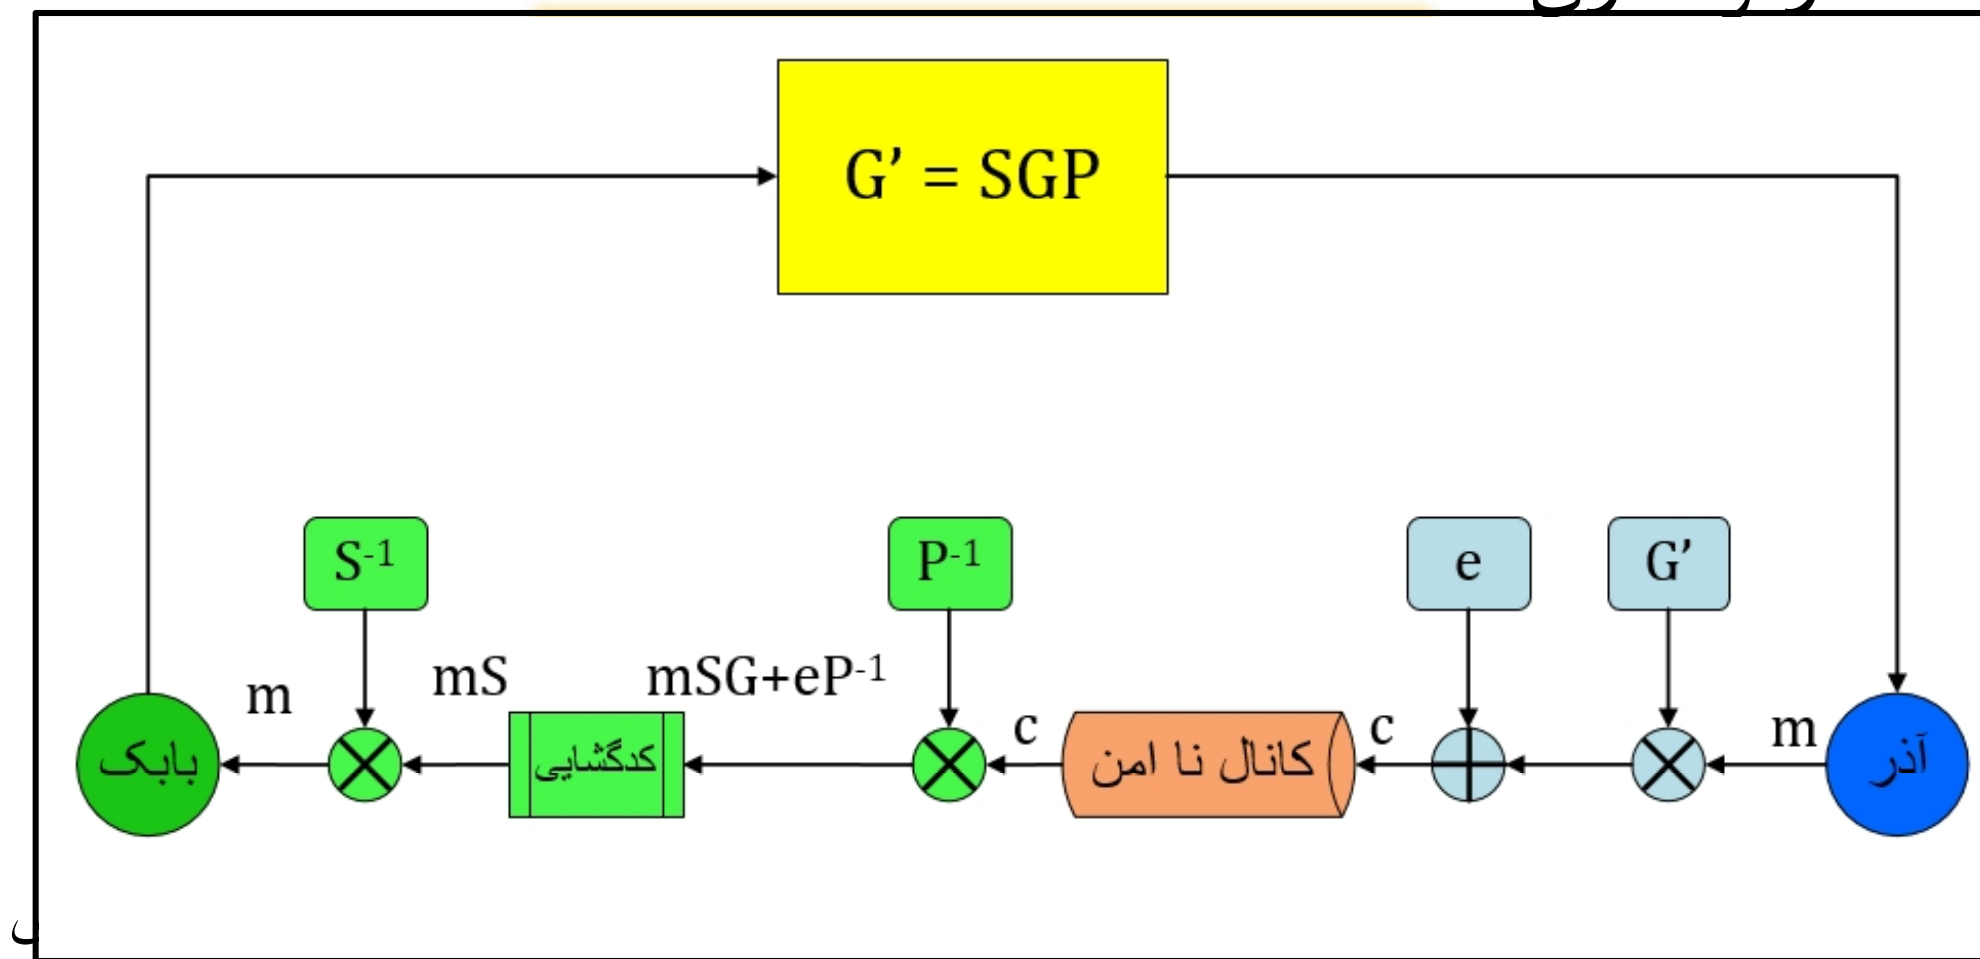 G’ = SGP
S-1
P-1
e
G’
m
mS
mSG+eP-1
c
c
m
بابک
کدگشایی
کانال نا امن
آذر